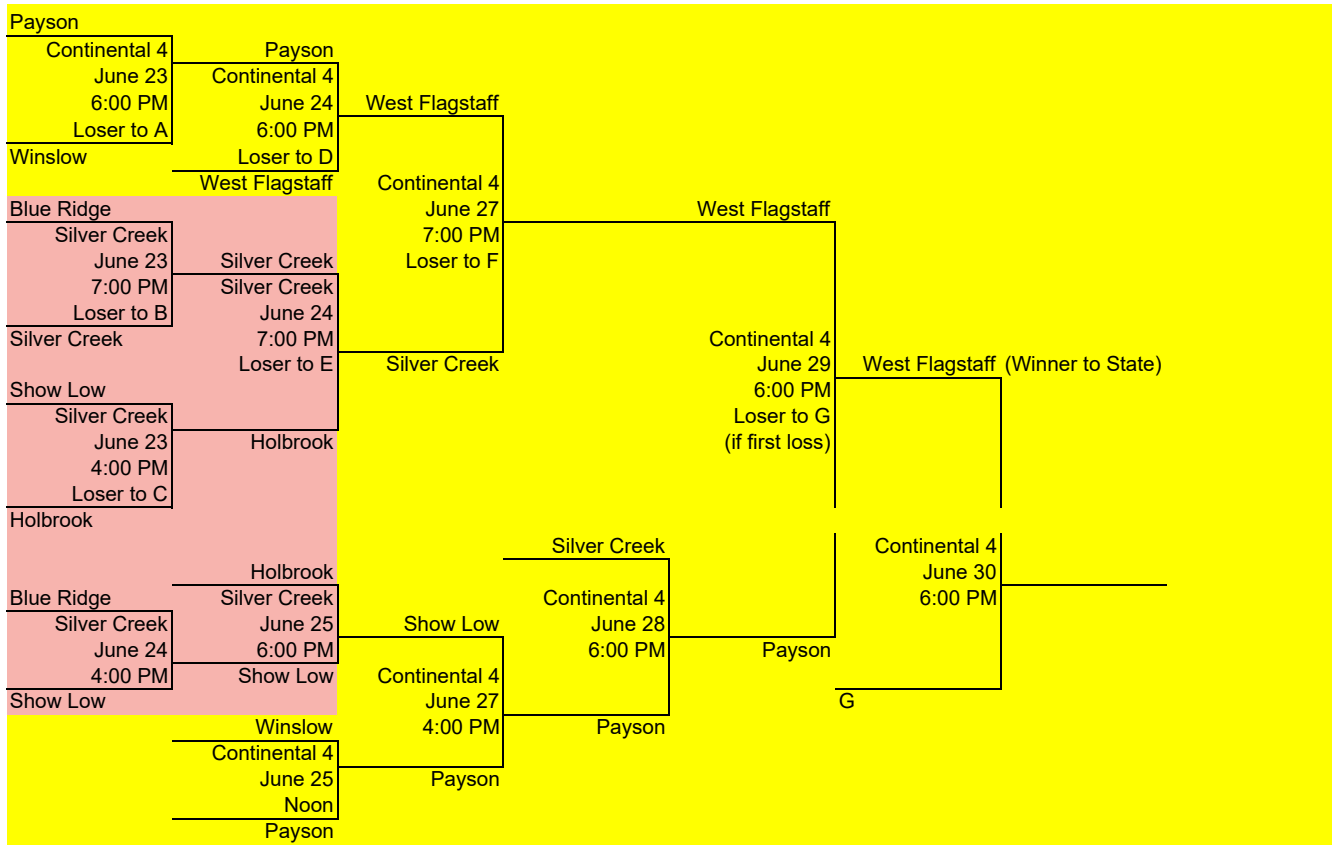 Payson
Continental 4
June 23
6:00 PM
Loser to A
Winslow
Payson
Continental 4
June 24
6:00 PM
Loser to D
West Flagstaff
West Flagstaff
Continental 4
June 27
7:00 PM
Loser to F
Silver Creek
Blue Ridge
Silver Creek
June 23
7:00 PM
Loser to B
Silver Creek
Silver Creek
Silver Creek
June 24
7:00 PM
Loser to E
Holbrook
Show Low
Silver Creek
June 23
4:00 PM
Loser to C
Holbrook
West Flagstaff
Continental 4
June 29
6:00 PM
Loser to G
(if first loss)
Payson
West Flagstaff (Winner to State)
Continental 4
June 30
6:00 PM
G
Blue Ridge
Silver Creek
June 24
4:00 PM
Show Low
Holbrook
Silver Creek
June 25
6:00 PM
Show Low
Winslow
Continental 4
June 25
Noon
Payson
Show Low
Continental 4
June 27
4:00 PM
Payson
Silver Creek
Continental 4
June 28
6:00 PM
Payson